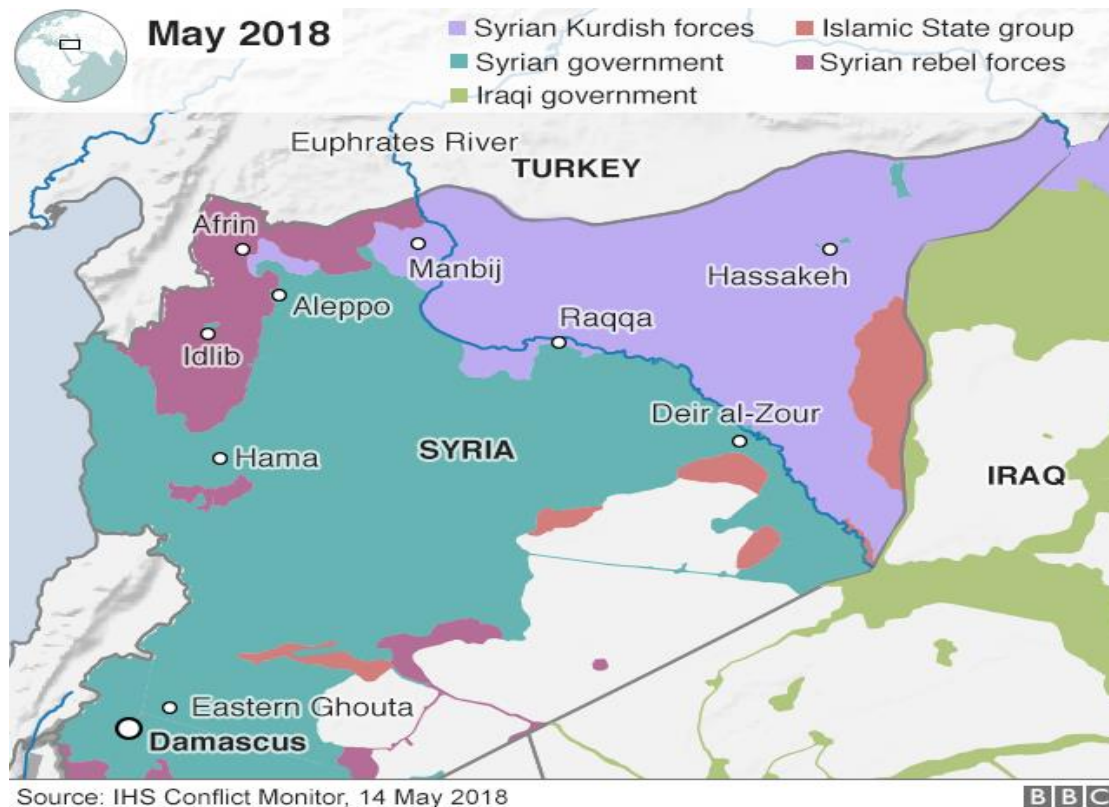 May 2018
Syrian Kurdish forces
Islamic State group
Syrian government
Syrian rebel forces
Iraqi government
Euphrates River
TURKEY
Afrin
Manbij
Hassakeh
Aleppo
Raqqa
Idlib
Deir al-Zour
Hama
SYRIA
IRAQ
Eastern Ghouta
Damascus
Source: IHS Conflict Monitor, 14 May 2018
BBC